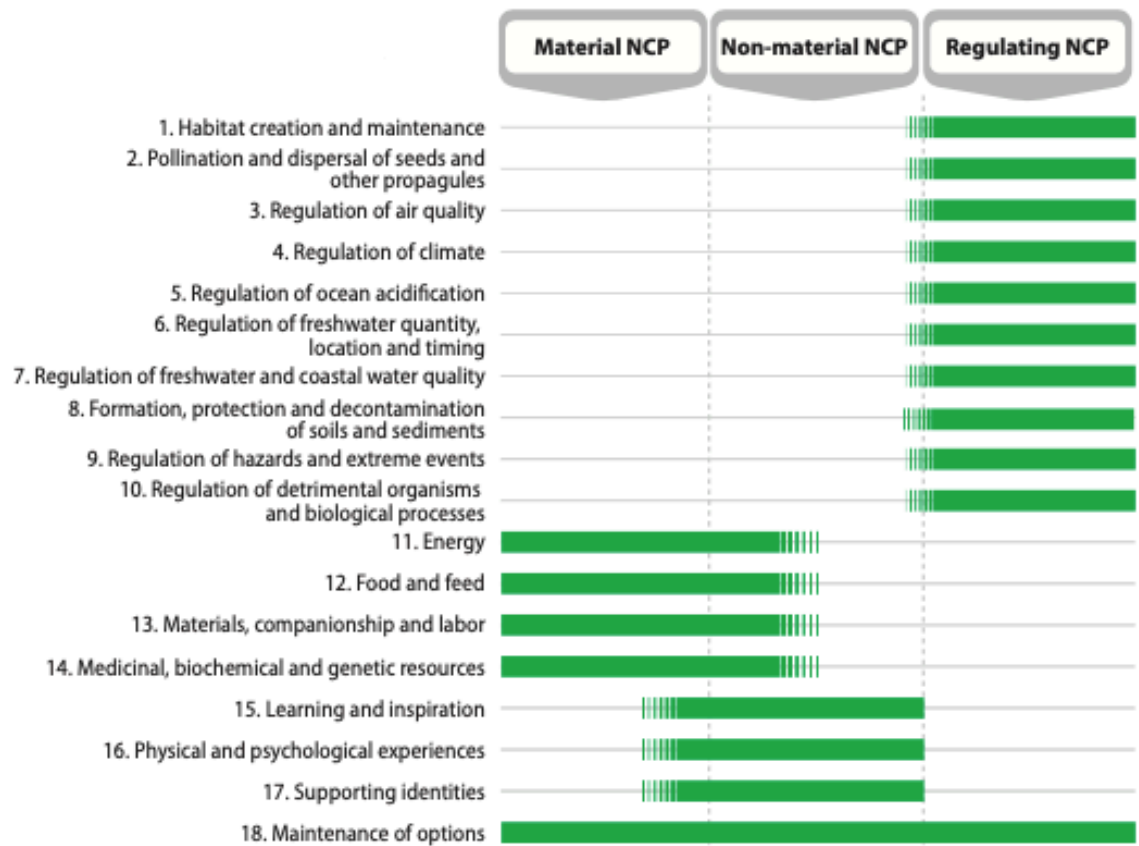 Material NCP
Non-material NCP
Regulating NCP
1. Habitat creation and maintenance
2. Pollination and dispersal of seeds and
other propagules
3. Regulation of air quality
4. Regulation of climate
5. Regulation of ocean acidification
6. Regulation of freshwater quantity,
location and timing
7. Regulation of freshwater and coastal water quality
8. Formation, protection and decontamination
of soils and sediments
9. Regulation of hazards and extreme events
10. Regulation of detrimental organisms
and biological processes
11. Energy
12. Food and feed
13. Materials, companionship and labor
14. Medicinal, biochemical and genetic resources
15. Learning and inspiration
16. Physical and psychological experiences
17. Supporting identities
18. Maintenance of options